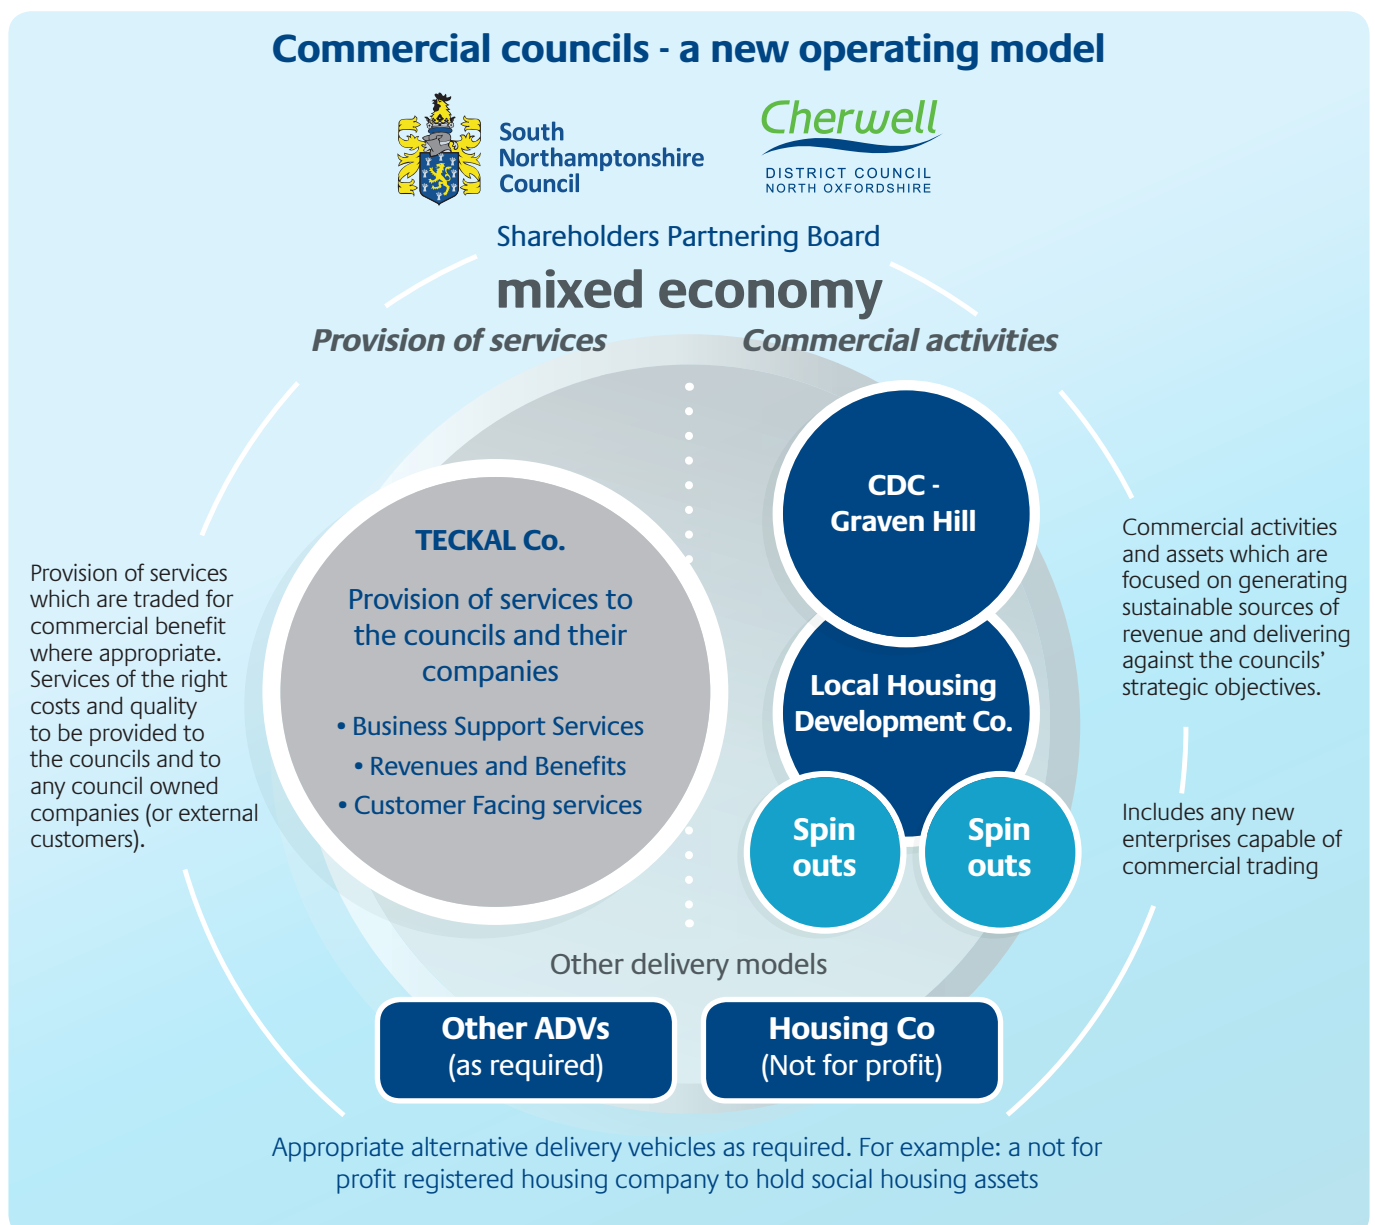 Commercial councils - a new operating model
South
Northamptonshire
Council
Cherwell
DISTRICT COUNCIL
NORTH OXFORDSHIRE
Shareholders Partnering Board
mixed economy
Provision of services
Commercial activities
Provision of services
which are traded for
commercial benefit
where appropriate.
Services of the right
costs and quality
to be provided to
the councils and to
any council owned
companies (or external
customers).
TECKAL Co.
Provision of services to
the councils and their
companies
• Business Support Services
• Revenues and Benefits
• Customer Facing services
CDC -
Graven Hill
Local Housing
Development Co.
Spin
outs
Spin
outs
Commercial activities
and assets which are
focused on generating
sustainable sources of
revenue and delivering
against the councils’
strategic objectives.
Includes any new
enterprises capable of
commercial trading
Other delivery models
Other ADVs
(as required)
Housing Co
(Not for profit)
Appropriate alternative delivery vehicles as required. For example: a not for
profit registered housing company to hold social housing assets